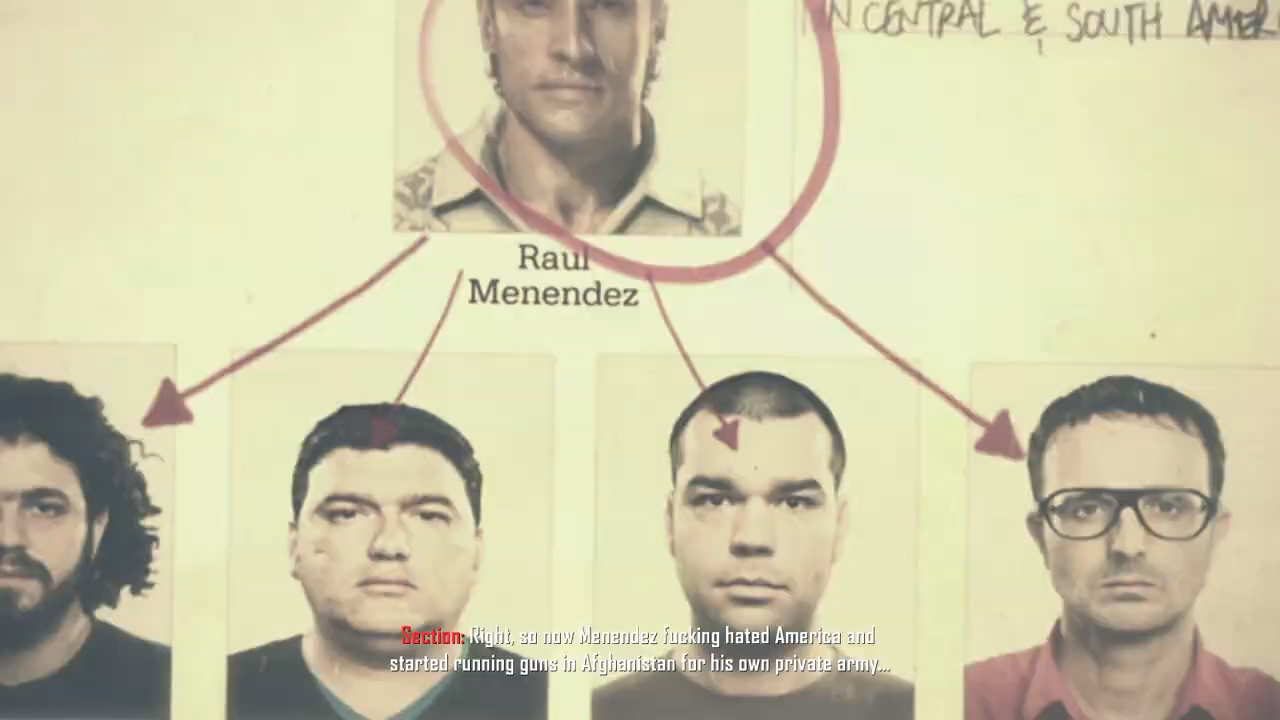 N CENTRAL & SOUTH AMER
Raul
Menendez
Section: Right, so now Menendez fucking hated America and
started running guns in Afghanistan for his own private army...